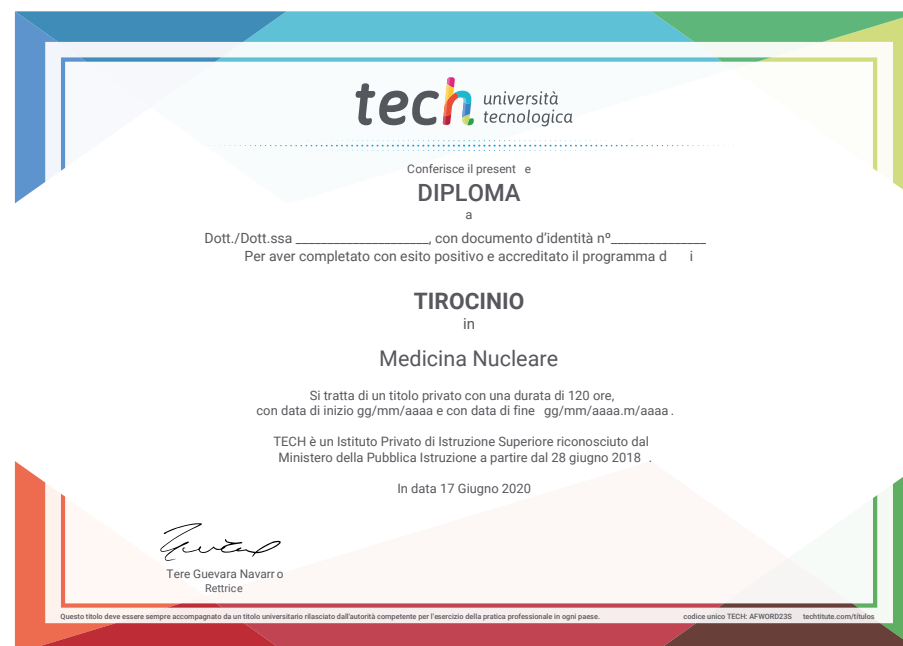 tech università
tecnologica
Conferisce il present e
DIPLOMA
a
Dott./Dott.ssa ____________________, con documento d'identità nº______________
Per aver completato con esito positivo e accreditato il programma d i
TIROCINIO
in
Medicina Nucleare
Si tratta di un titolo privato con una durata di 120 ore,
con data di inizio gg/mm/aaaa e con data di fine gg/mm/aaaa.m/aaaa .
TECH è un Istituto Privato di Istruzione Superiore riconosciuto dal
Ministero della Pubblica Istruzione a partire dal 28 giugno 2018 .
In data 17 Giugno 2020
Tere Guevara Navarr o
Rettrice
Questo titolo deve essere sempre accompagnato da un titolo universitario rilasciato dall'autorità competente per l'esercizio della pratica professionale in ogni paese. codice unico TECH: AFWORD23S techtitute.com/titulos